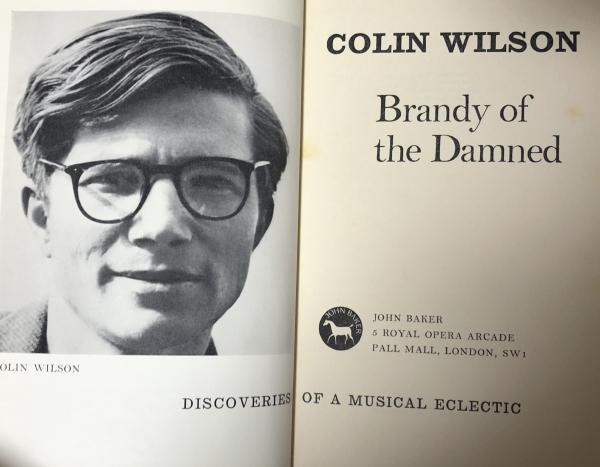 OLIN WILSON
COLIN WILSON
Brandy of
the Damned
JOHN BAKER
JOHN BAKER
5 ROYAL OPERA ARCADE
PALL MALL, LONDON, SW1
DISCOVERIES OF A MUSICAL ECLECTIC